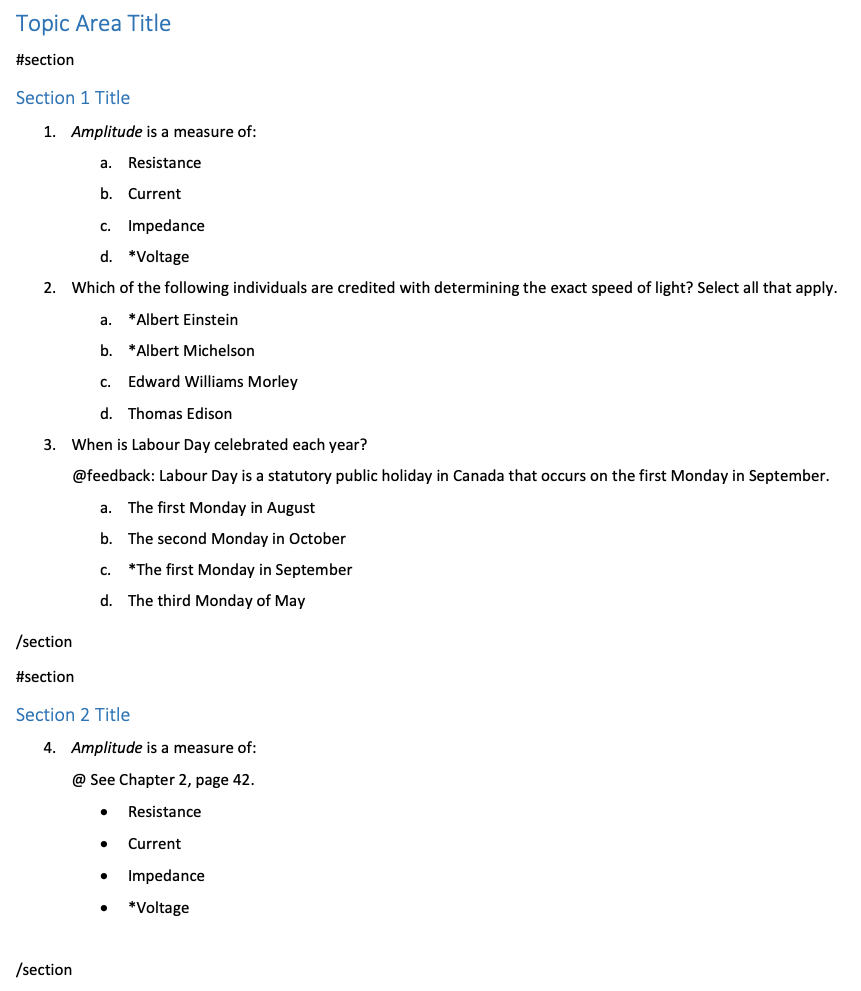 Topic Area Title
#section
Section 1 Title
1. Amplitude is a measure of:
a. Resistance
b. Current
c. Impedance
d. *Voltage
2. Which of the following individuals are credited with determining the exact speed of light? Select all that apply.
a. *Albert Einstein
b. *Albert Michelson
c. Edward Williams Morley
d. Thomas Edison
3. When is Labour Day celebrated each year?
@feedback: Labour Day is a statutory public holiday in Canada that occurs on the first Monday in September.
a. The first Monday in August
b. The second Monday in October
c. *The first Monday in September
d. The third Monday of May
/section
#section
Section 2 Title
4. Amplitude is a measure of:
@ See Chapter 2, page 42.
• Resistance
• Current
• Impedance
• *Voltage
/section